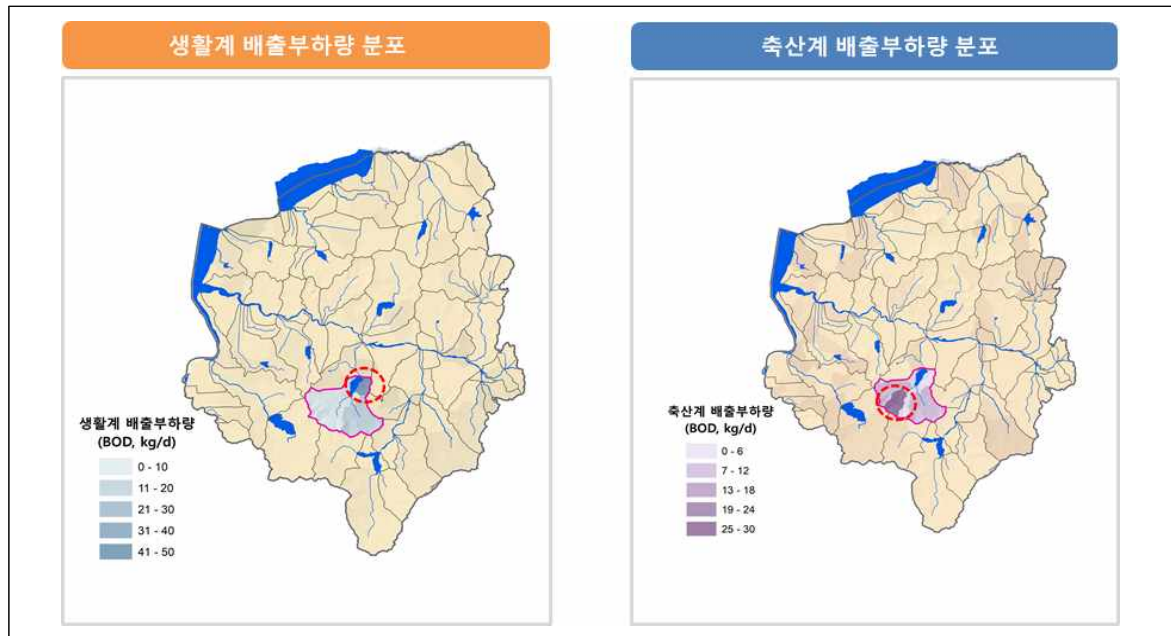 생활계 배출부하량 분포
생활계 배출부하량
(BOD, kg/d)
0 - 10
11 - 20
21 - 30
31 - 40
41 - 50
축산계 배출부하량 분포
축산계 배출부하량
(BOD, kg/d)
0 - 6
7 - 12
13 - 18
19 - 24
25 - 30